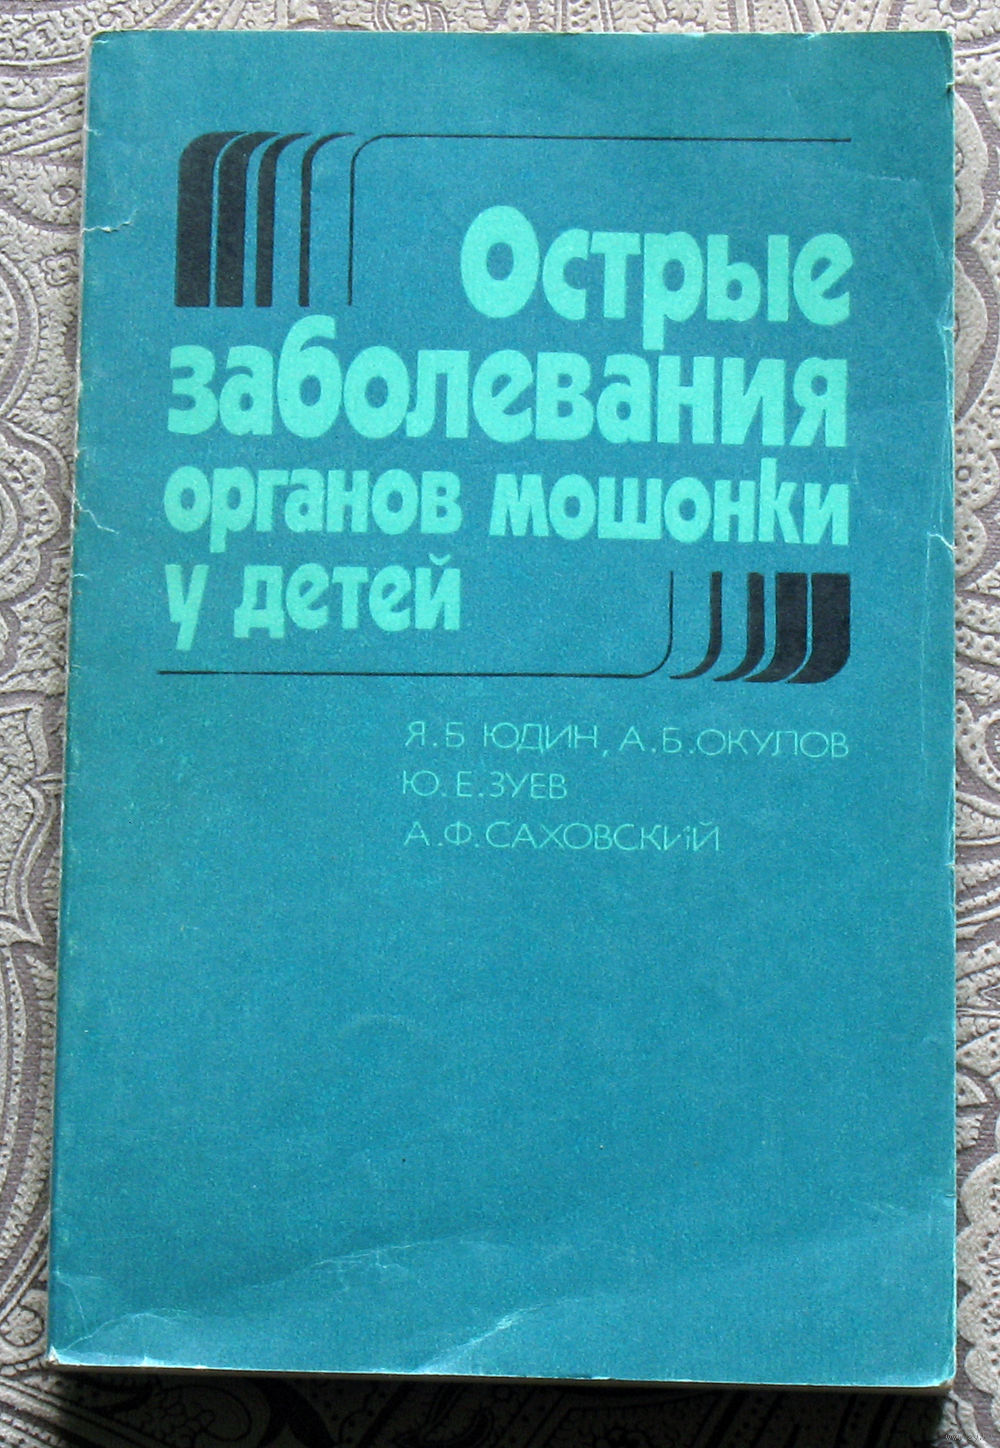 Острые
заболевания
органов мошонки
у детей
Я.Б ЮДИН, А.Б.ОКУЛОВ
Ю.Е.ЗУЕВ
А.Ф.САХОВСКИЙ